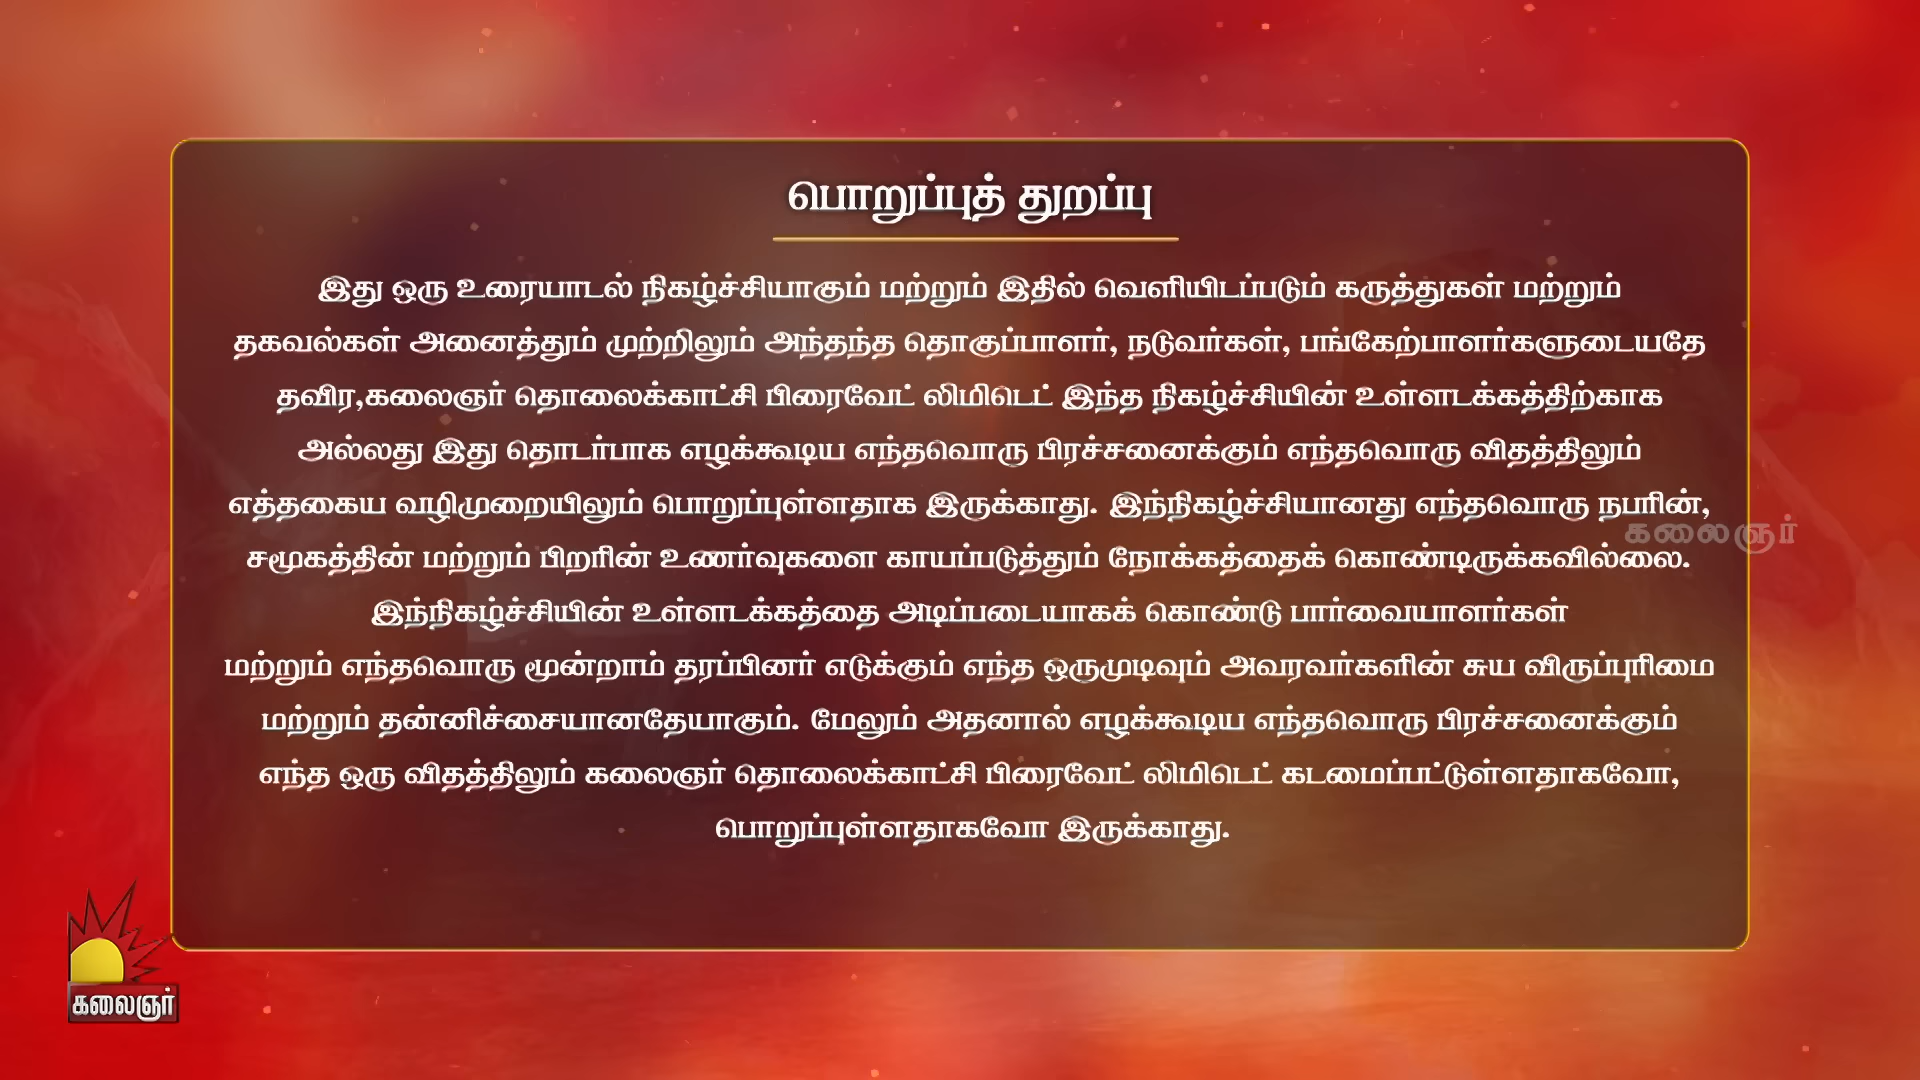 பொறுப்புத் துறப்பு
இது ஒரு உரையாடல் நிகழ்ச்சியாகும் மற்றும் இதில் வெளியிடப்படும் கருத்துகள் மற்றும்
தகவல்கள் அனைத்தும் முற்றிலும் அந்தந்த தொகுப்பாளர், நடுவர்கள், பங்கேற்பாளர்களுடையதே
தவிர,கலைஞர் தொலைக்காட்சி பிரைவேட் லிமிடெட் இந்த நிகழ்ச்சியின் உள்ளடக்கத்திற்காக
அல்லது இது தொடர்பாக எழக்கூடிய எந்தவொரு பிரச்சனைக்கும் எந்தவொரு விதத்திலும்
எத்தகைய வழிமுறையிலும் பொறுப்புள்ளதாக இருக்காது. இந்நிகழ்ச்சியானது எந்தவொரு நபரின்,
சமூகத்தின் மற்றும் பிறரின் உணர்வுகளை காயப்படுத்தும் நோக்கத்தைக் கொண்டிருக்கவில்லை.
இந்நிகழ்ச்சியின் உள்ளடக்கத்தை அடிப்படையாகக் கொண்டு பார்வையாளர்கள்
மற்றும் எந்தவொரு மூன்றாம் தரப்பினர் எடுக்கும் எந்த ஒருமுடிவும் அவரவர்களின் சுய விருப்புரிமை
மற்றும் தன்னிச்சையானதேயாகும். மேலும் அதனால் எழக்கூடிய எந்தவொரு பிரச்சனைக்கும்
எந்த ஒரு விதத்திலும் கலைஞர் தொலைக்காட்சி பிரைவேட் லிமிடெட் கடமைப்பட்டுள்ளதாகவோ,
பொறுப்புள்ளதாகவோ இருக்காது.
கலைஞர்
கலைஞர்